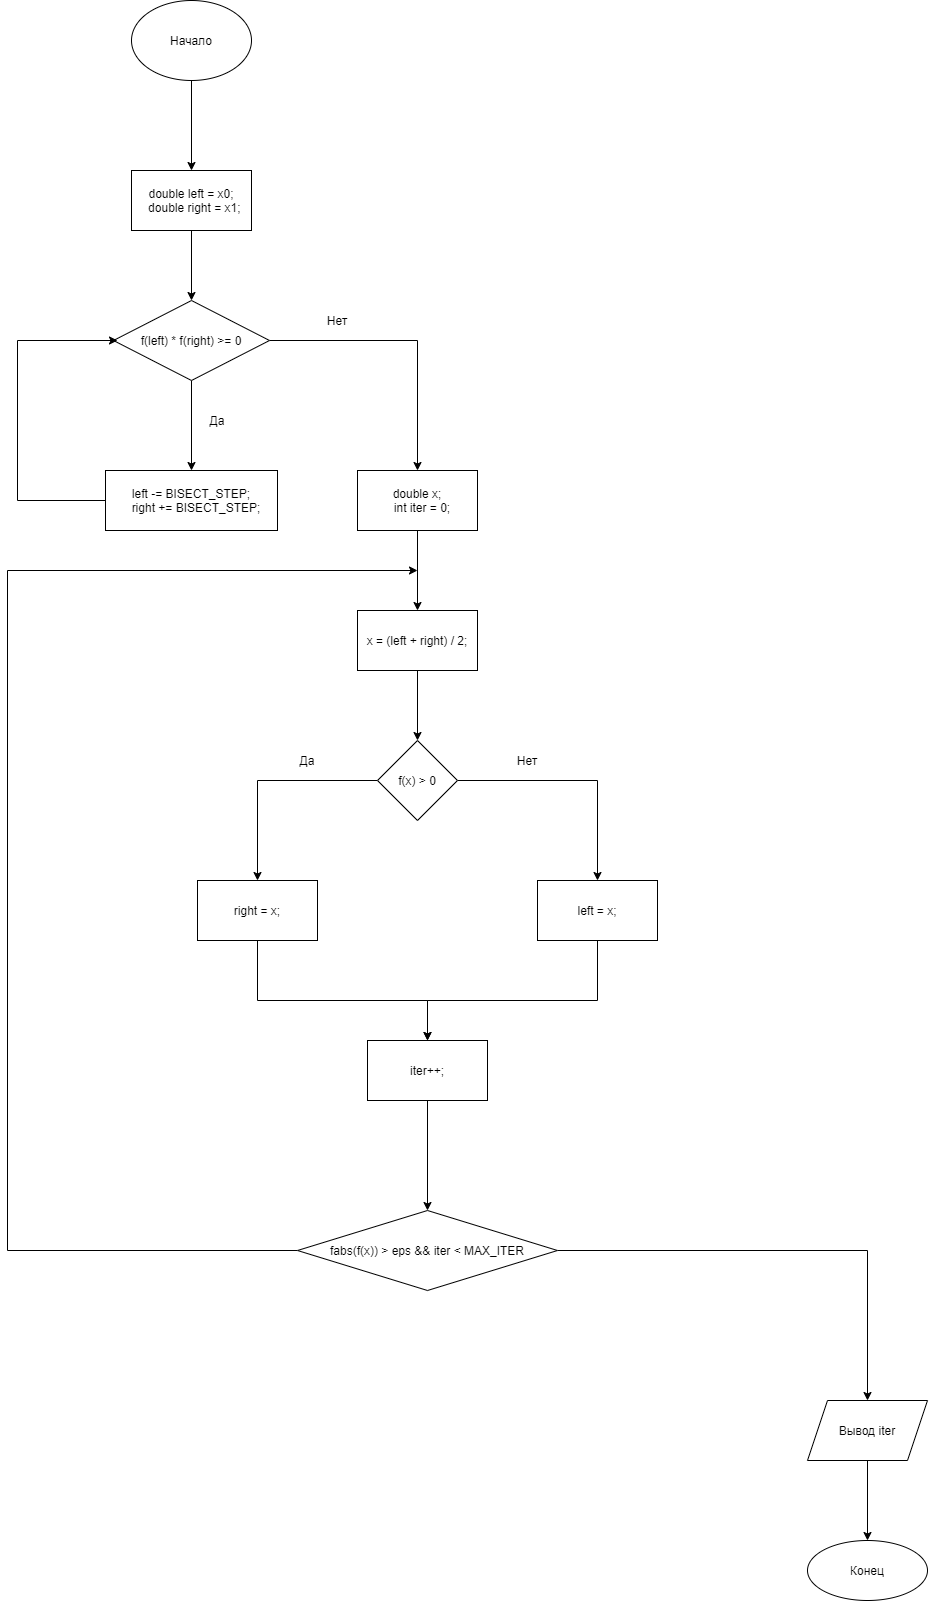 Начало
double left = x0;
double right = x1;
f(left) * f(right) >= 0
Нет
Да
left -= BISECT_STEP;
right += BISECT_STEP;
double x;
int iter = 0;
x = (left + right) / 2;
Да
Нет
f(x) > 0
right = x;
left = x;
iter++;
fabs(f(x)) > eps && iter < MAX_ITER
Вывод iter
Конец